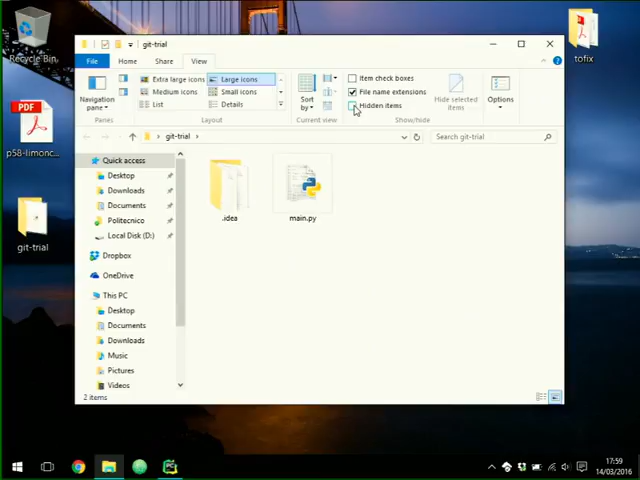 Recycle Bin
PDF
p58-limonc...
git-trial
tofix
git-trial
File
Home
Share
View
Navigation pane
Extra large icons
Large icons
Medium icons
Small icons
List
Details
Sort by
Item check boxes
File name extensions
Hidden items
Hide selected items
Options
Panes
Layout
Current view
Show/hide
git-trial
Search git-trial
Quick access
Desktop
Downloads
Documents
Politecnico
Local Disk (D:)
Dropbox
OneDrive
This PC
Desktop
Documents
Downloads
Music
Pictures
Videos
.idea
main.py
2 items
PC
17:59
14/03/2016